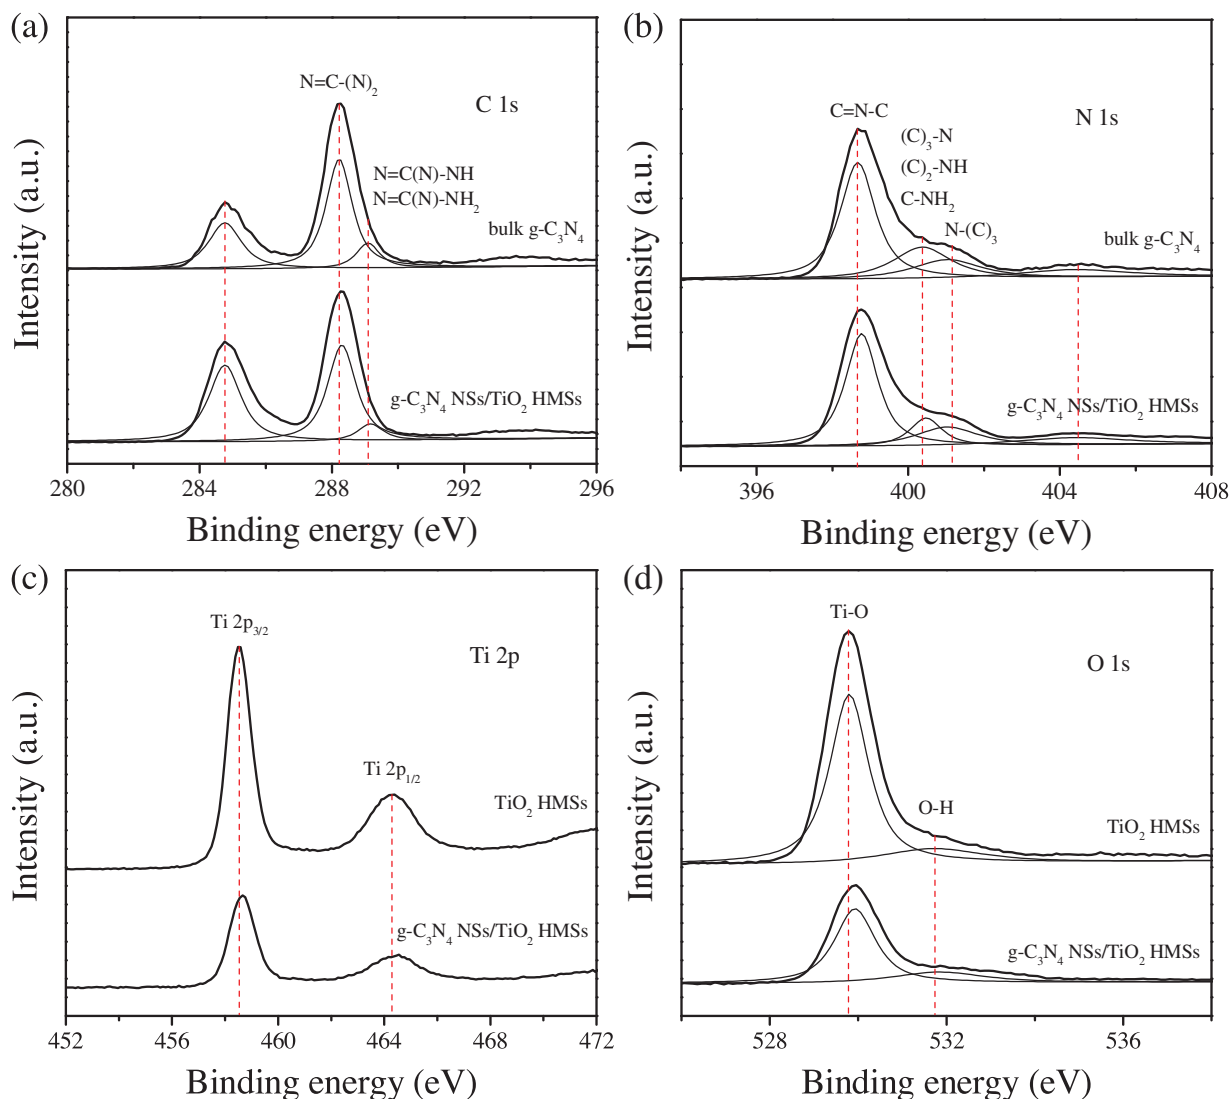 (a)
N=C-(N)₂
C 1s
N=C(N)-NH
N=C(N)-NH₂
bulk g-C₃N₄
g-C₃N₄ NSs/TiO₂ HMSs
Intensity (a.u.)
280 284 288 292 296
Binding energy (eV)
(b)
C=N-C
N 1s
(C)₃-N
(C)₂-NH
C-NH₂
N-(C)₃
bulk g-C₃N₄
g-C₃N₄ NSs/TiO₂ HMSs
Intensity (a.u.)
396 400 404 408
Binding energy (eV)
(c)
Ti 2p₃/₂
Ti 2p
Ti 2p₁/₂
TiO₂ HMSs
g-C₃N₄ NSs/TiO₂ HMSs
Intensity (a.u.)
452 456 460 464 468 472
Binding energy (eV)
(d)
Ti-O
O 1s
O-H
TiO₂ HMSs
g-C₃N₄ NSs/TiO₂ HMSs
Intensity (a.u.)
528 532 536
Binding energy (eV)